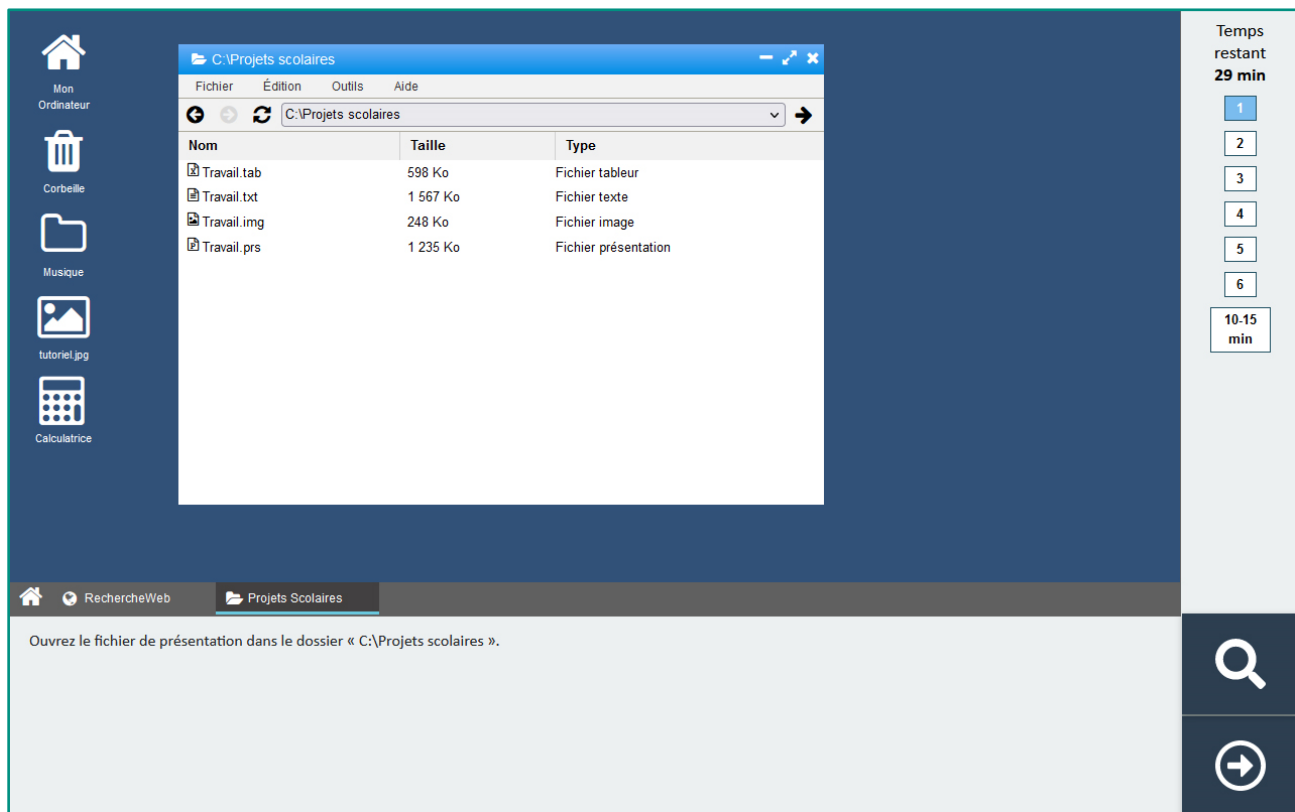 Mon
Ordinateur
Corbeille
Musique
tutoriel.jpg
Calculatrice
C:\Projets scolaires
Fichier Édition Outils Aide
C:\Projets scolaires
Nom Taille Type
Travail.tab 598 Ko Fichier tableur
Travail.txt 1 567 Ko Fichier texte
Travail.img 248 Ko Fichier image
Travail.prs 1 235 Ko Fichier présentation
RechercheWeb Projets Scolaires
Ouvrez le fichier de présentation dans le dossier « C:\Projets scolaires ».
Temps
restant
29 min
1
2
3
4
5
6
10-15
min